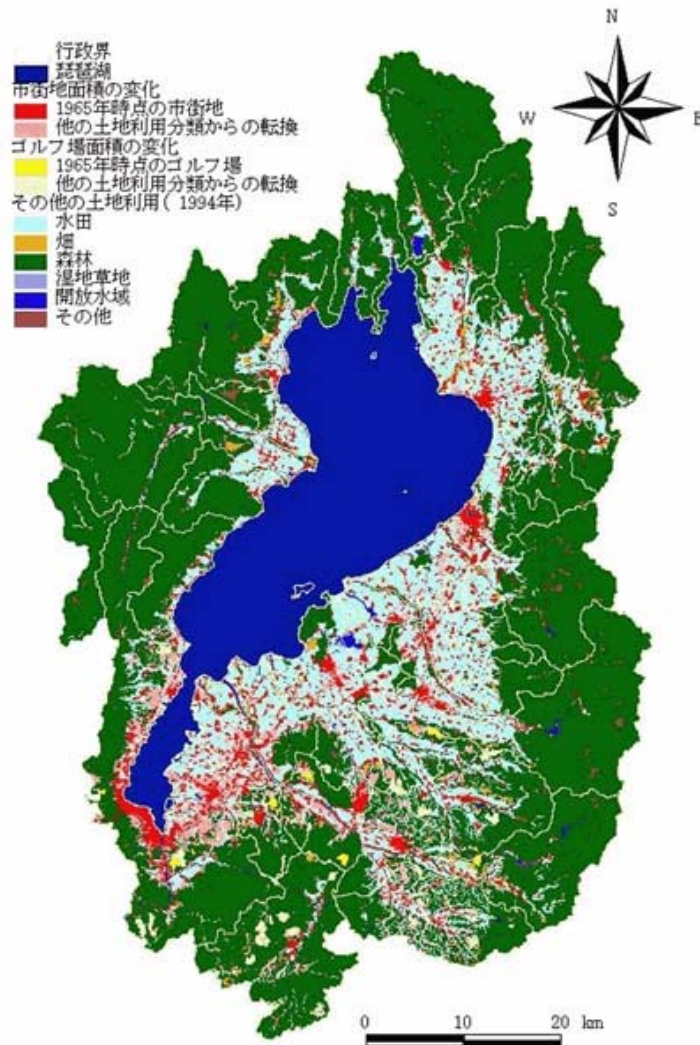 行政界
琵琶湖
市街地面積の変化
1965年時点の市街地
他の土地利用分類からの転換
ゴルフ場面積の変化
1965年時点のゴルフ場
他の土地利用分類からの転換
その他の土地利用( 1994年)
水田
畑
森林
湿地草地
開放水域
その他
N
W
E
S
0 10 20 km